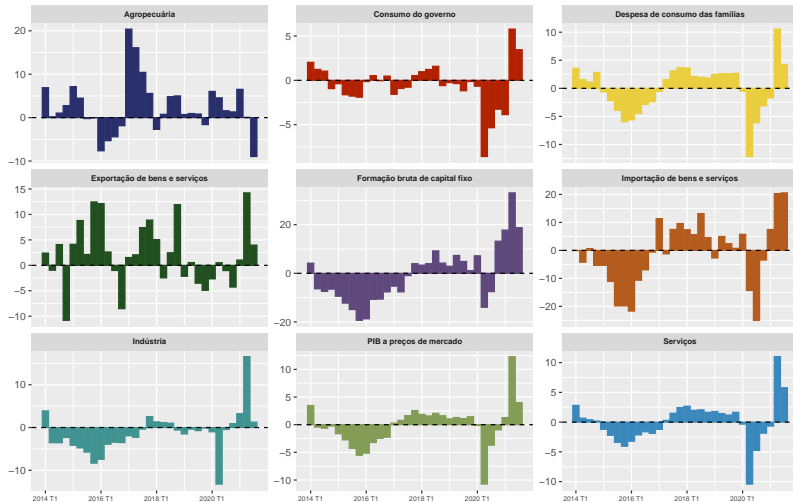 Agropecuária
Consumo do governo
Despesa de consumo das famílias
20
10
0
−10
5
0
−5
10
5
0
−5
−10
Exportação de bens e serviços
Formação bruta de capital fixo
Importação de bens e serviços
15
10
5
0
−5
−10
20
0
−20
20
10
0
−10
−20
Indústria
PIB a preços de mercado
Serviços
10
0
−10
10
5
0
−5
−10
10
5
0
−5
−10
2014 T1
2016 T1
2018 T1
2020 T1
2014 T1
2016 T1
2018 T1
2020 T1
2014 T1
2016 T1
2018 T1
2020 T1